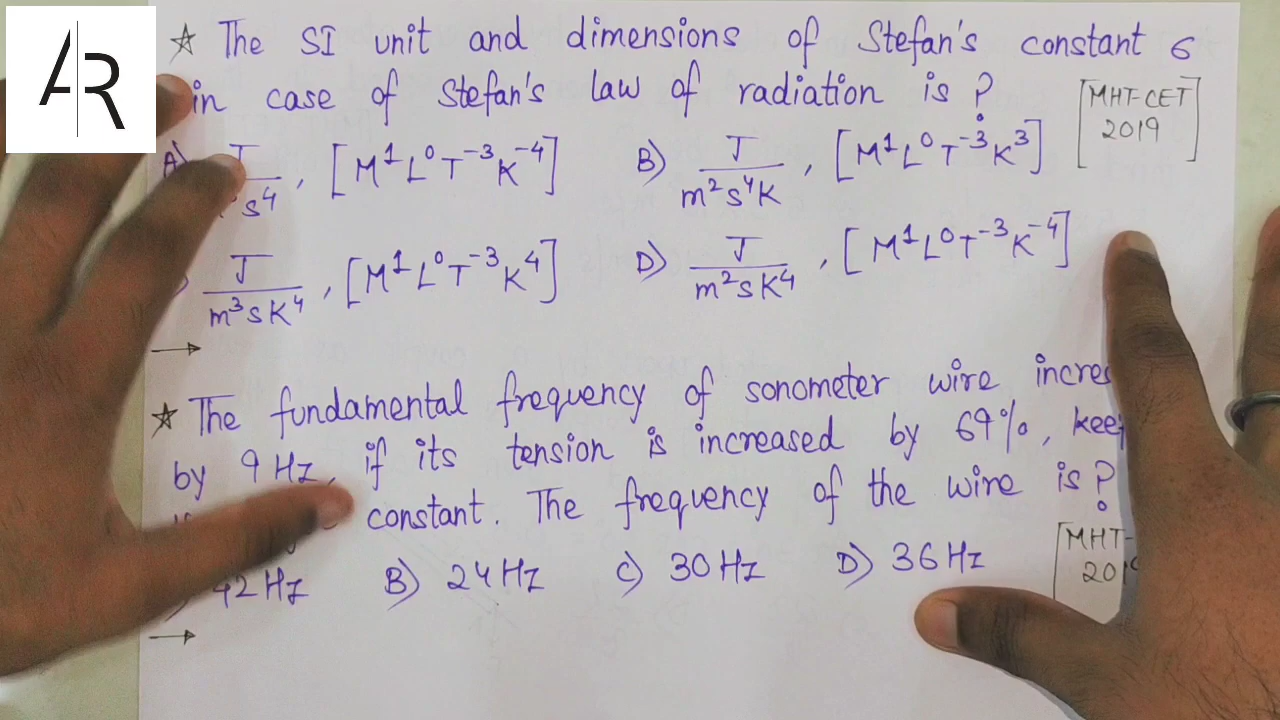 AR
☆ The SI unit and dimensions of Stefan's constant σ
in case of Stefan's law of radiation is ?
[MHT-CET 2019]
A) s⁴, [M¹L⁰T⁻³K⁻⁴] B) J/m²s⁴K, [M¹L⁰T⁻³K³]
J/m³sK⁴, [M¹L⁰T⁻³K⁴] D) J/m²sK⁴, [M¹L⁰T⁻³K⁻⁴]
→
☆ The fundamental frequency of sonometer wire incres
by 9 Hz, if its tension is increased by 69%, keep
constant. The frequency of the wire is ?
[MHT- 20
42 Hz B) 24 Hz C) 30 Hz D) 36 Hz
→